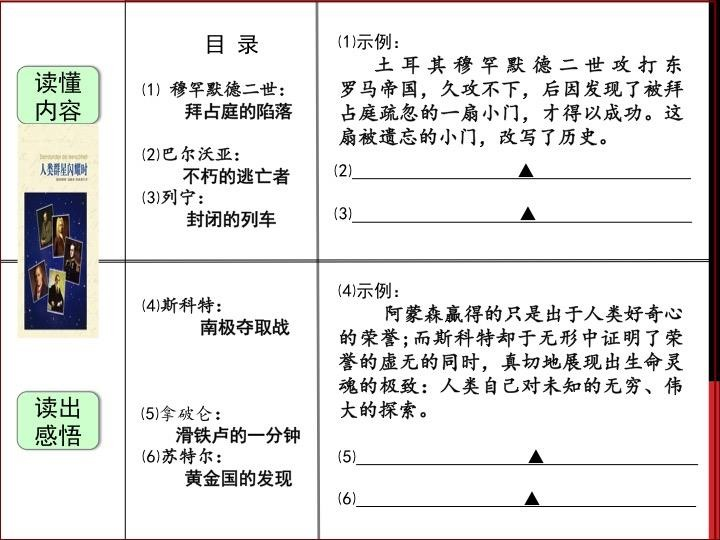 读懂
内容
人类群星闪耀时
读出
感悟
目 录
(1) 穆罕默德二世：
拜占庭的陷落
(2)巴尔沃亚：
不朽的逃亡者
(3)列宁：
封闭的列车
(4)斯科特：
南极夺取战
(5)拿破仑：
滑铁卢的一分钟
(6)苏特尔：
黄金国的发现
(1)示例：
土耳其穆罕默德二世攻打东
罗马帝国，久攻不下，后因发现了被拜
占庭疏忽的一扇小门，才得以成功。这
扇被遗忘的小门，改写了历史。
(2)▲
(3)▲
(4)示例：
阿蒙森赢得的只是出于人类好奇心
的荣誉；而斯科特却于无形中证明了荣
誉的虚无的同时，真切地展现出生命灵
魂的极致：人类自己对未知的无穷、伟
大的探索。
(5)▲
(6)▲